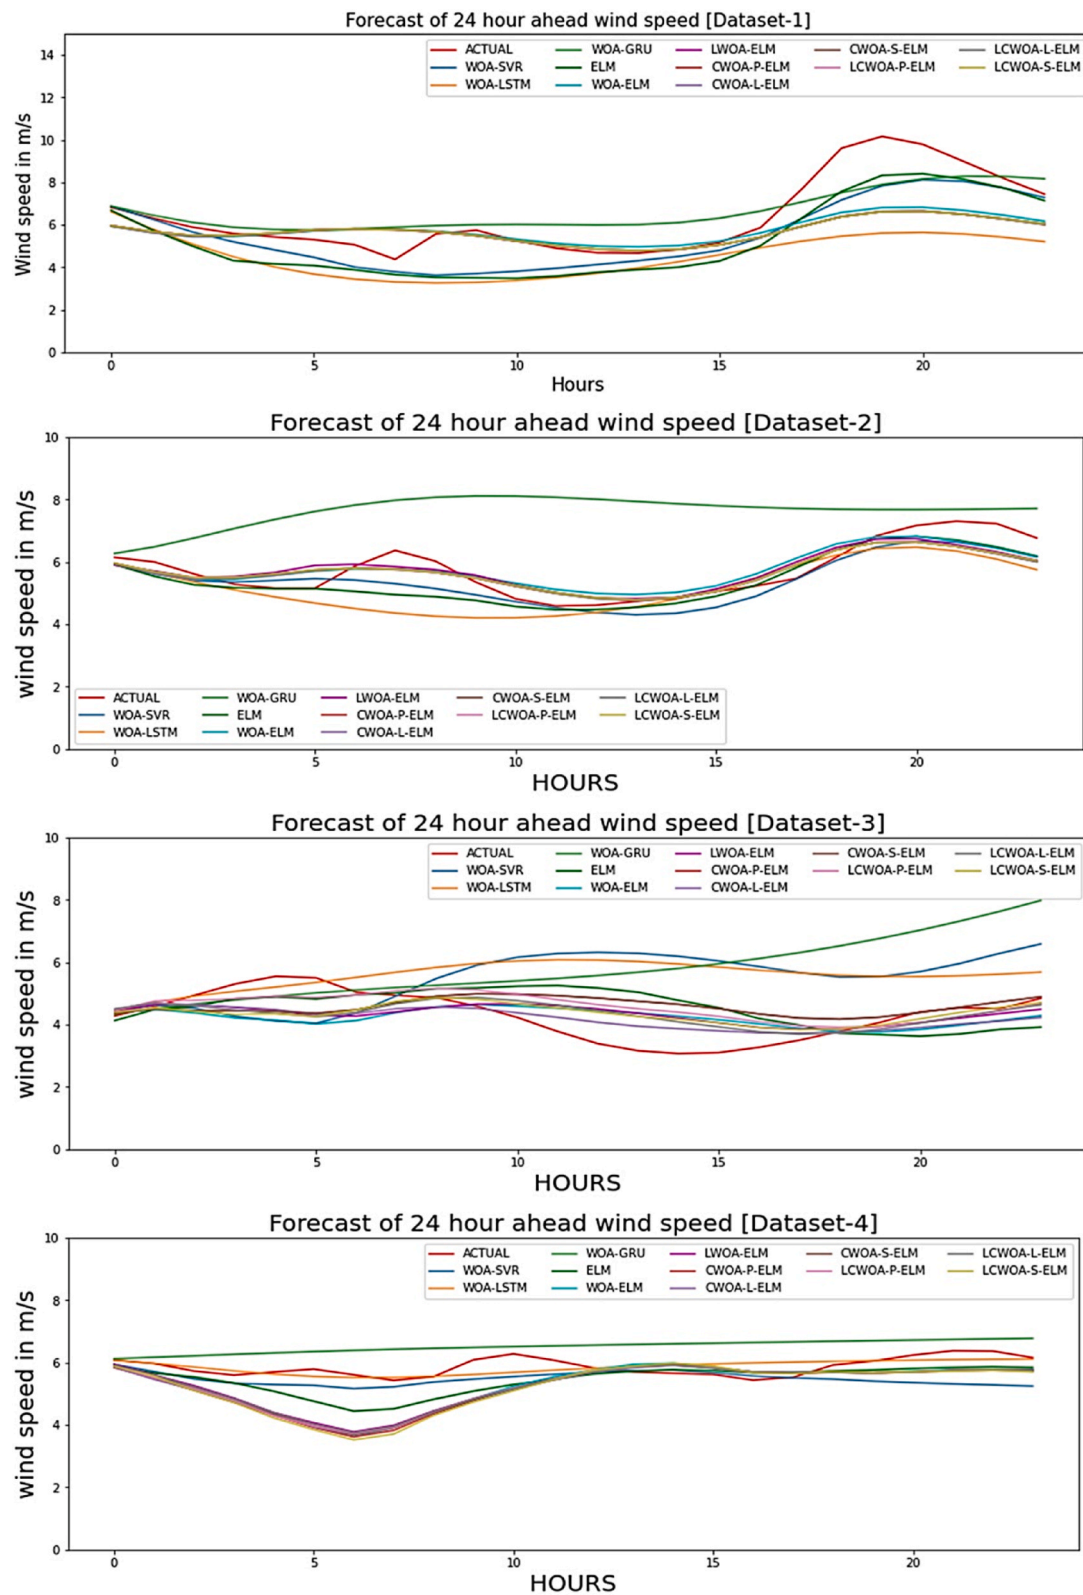 Forecast of 24 hour ahead wind speed [Dataset-1]
ACTUAL WOA-GRU LWOA-ELM CWOA-S-ELM LCWOA-L-ELM
WOA-SVR ELM CWOA-P-ELM LCWOA-P-ELM LCWOA-S-ELM
WOA-LSTM WOA-ELM CWOA-L-ELM
14
12
10
8
6
4
2
0
Wind speed in m/s
0 5 10 15 20
Hours
Forecast of 24 hour ahead wind speed [Dataset-2]
10
8
6
4
2
0
wind speed in m/s
ACTUAL WOA-GRU LWOA-ELM CWOA-S-ELM LCWOA-L-ELM
WOA-SVR ELM CWOA-P-ELM LCWOA-P-ELM LCWOA-S-ELM
WOA-LSTM WOA-ELM CWOA-L-ELM
0 5 10 15 20
HOURS
Forecast of 24 hour ahead wind speed [Dataset-3]
ACTUAL WOA-GRU LWOA-ELM CWOA-S-ELM LCWOA-L-ELM
WOA-SVR ELM CWOA-P-ELM LCWOA-P-ELM LCWOA-S-ELM
WOA-LSTM WOA-ELM CWOA-L-ELM
10
8
6
4
2
0
wind speed in m/s
0 5 10 15 20
HOURS
Forecast of 24 hour ahead wind speed [Dataset-4]
ACTUAL WOA-GRU LWOA-ELM CWOA-S-ELM LCWOA-L-ELM
WOA-SVR ELM CWOA-P-ELM LCWOA-P-ELM LCWOA-S-ELM
WOA-LSTM WOA-ELM CWOA-L-ELM
10
8
6
4
2
0
wind speed in m/s
0 5 10 15 20
HOURS